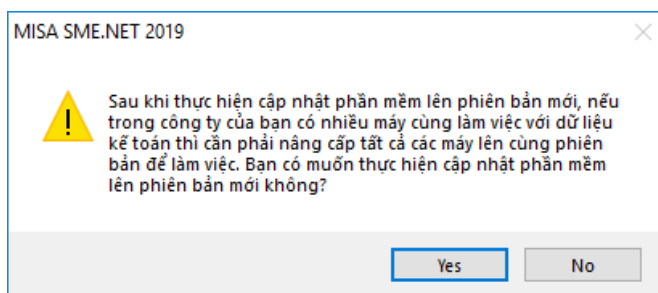 MISA SME.NET 2019
Sau khi thực hiện cập nhật phần mềm lên phiên bản mới, nếu
trong công ty của bạn có nhiều máy cùng làm việc với dữ liệu
kế toán thì cần phải nâng cấp tất cả các máy lên cùng phiên
bản để làm việc. Bạn có muốn thực hiện cập nhật phần mềm
lên phiên bản mới không?
Yes
No